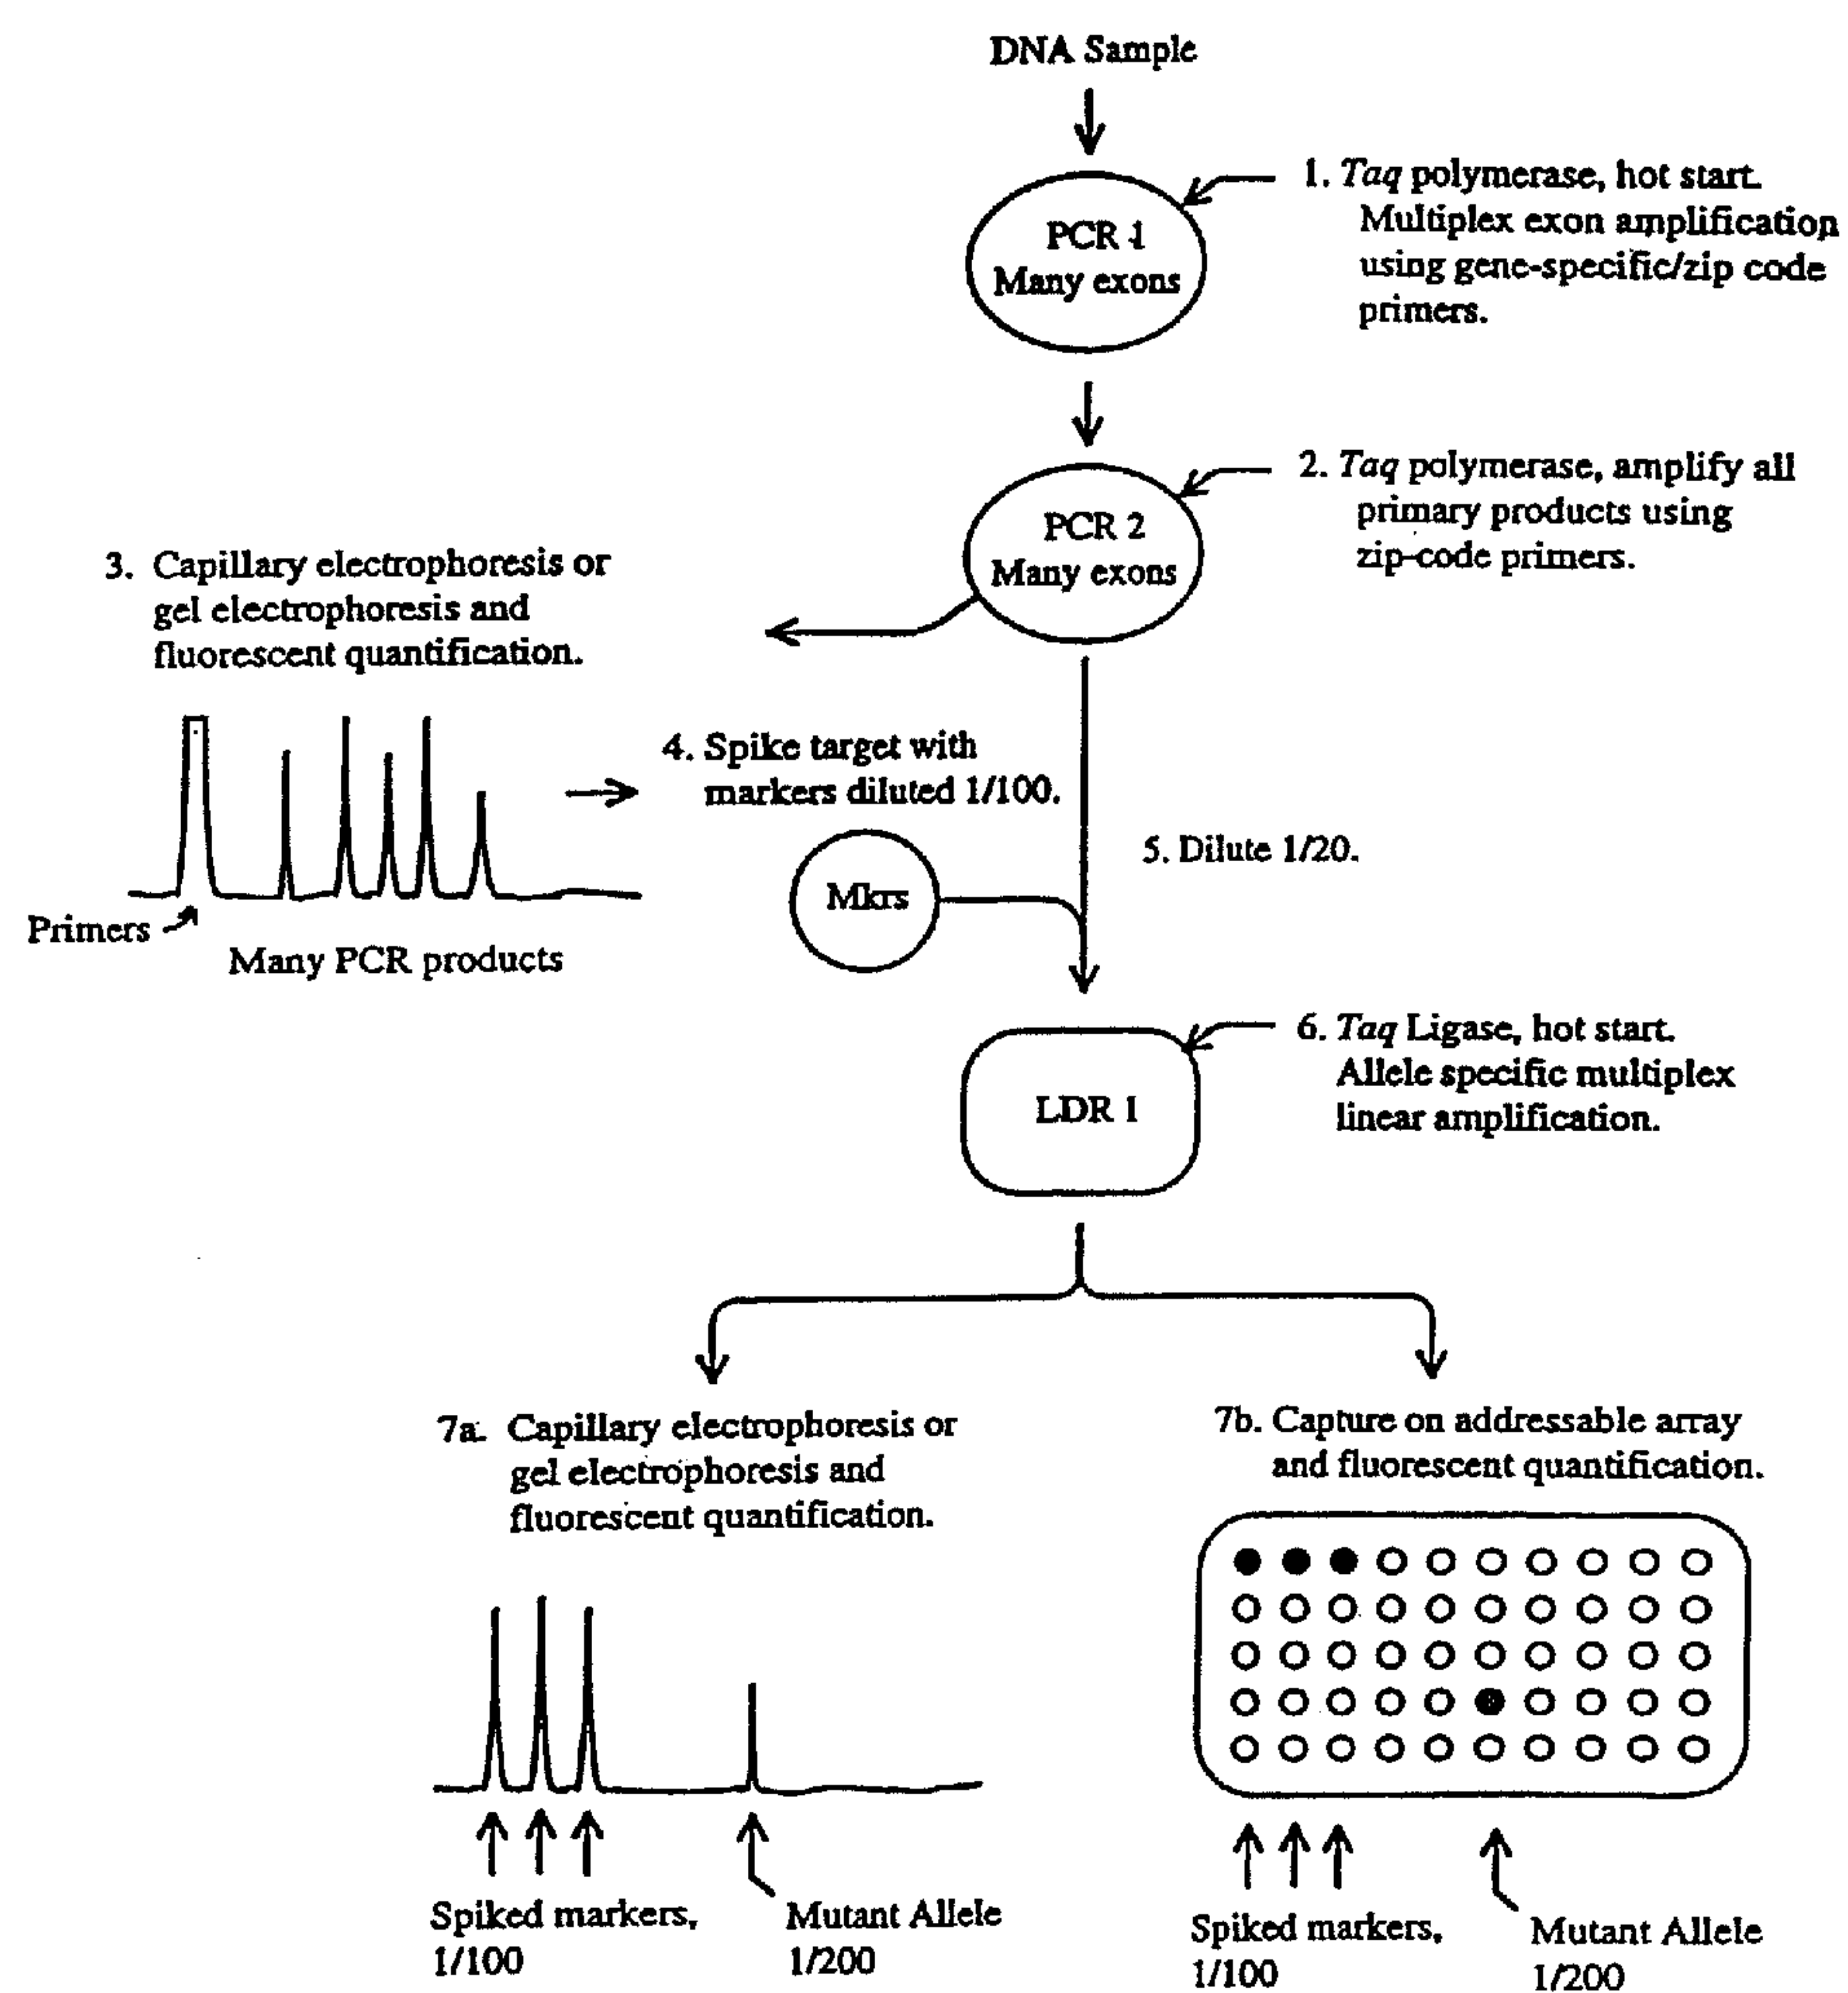 DNA Sample
1. Taq polymerase, hot start.
Multiplex exon amplification
using gene-specific/zip code
primers.
PCR 1
Many exons
2. Taq polymerase, amplify all
primary products using
zip-code primers.
PCR 2
Many exons
3. Capillary electrophoresis or
gel electrophoresis and
fluorescent quantification.
Primers
Many PCR products
4. Spike target with
markers diluted 1/100.
Mkrs
5. Dilute 1/20.
6. Taq Ligase, hot start.
Allele specific multiplex
linear amplification.
LDR 1
7a. Capillary electrophoresis or
gel electrophoresis and
fluorescent quantification.
Spiked markers,
1/100
Mutant Allele
1/200
7b. Capture on addressable array
and fluorescent quantification.
Spiked markers,
1/100
Mutant Allele
1/200